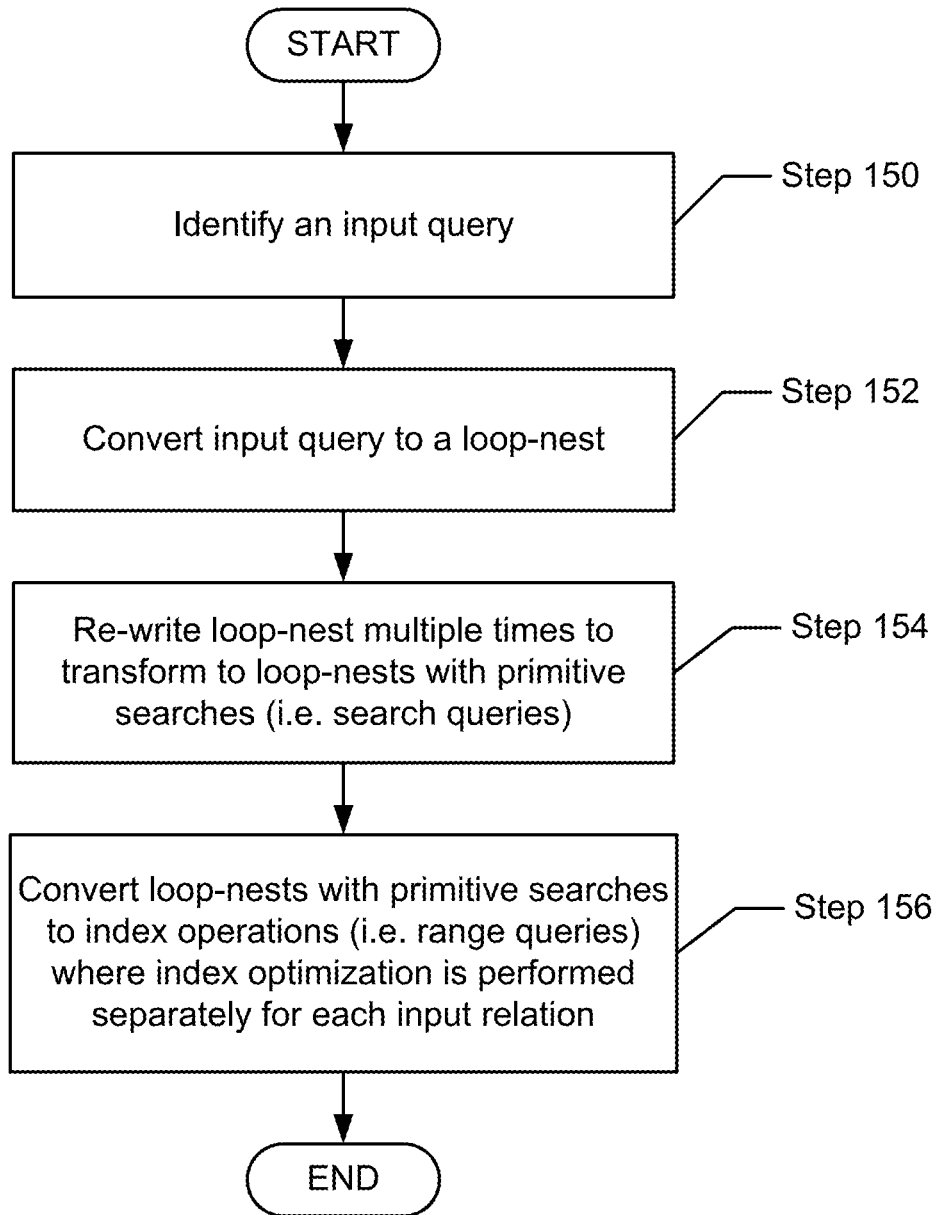 START
Identify an input query
Step 150
Convert input query to a loop-nest
Step 152
Re-write loop-nest multiple times to
transform to loop-nests with primitive
searches (i.e. search queries)
Step 154
Convert loop-nests with primitive searches
to index operations (i.e. range queries)
where index optimization is performed
separately for each input relation
Step 156
END